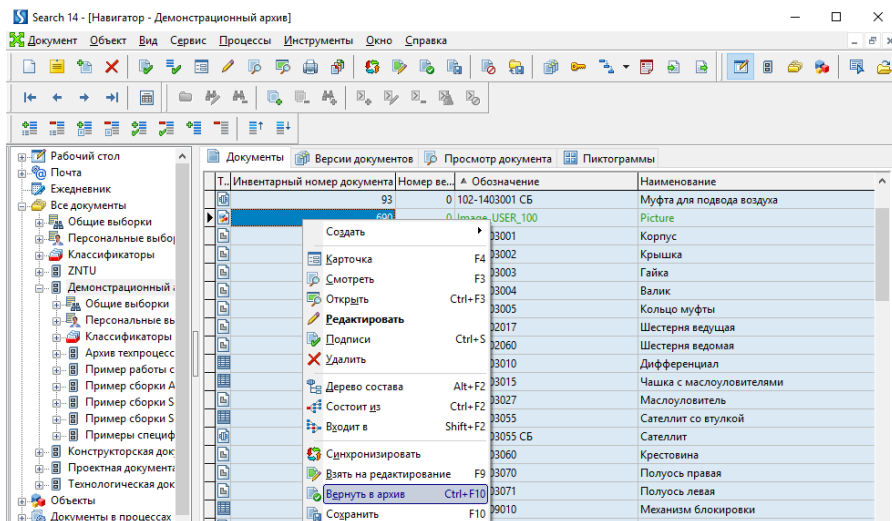 Search 14 - [Навигатор - Демонстрационный архив]
Документ Объект Вид Сервис Процессы Инструменты Окно Справка
Рабочий стол
Почта
Ежедневник
Все документы
Общие выборки
Персональные выбо
Классификаторы
ZNTU
Демонстрационный
Общие выборки
Персональные вы
Классификаторы
Архив техпроцесс
Пример работы с
Пример сборки А
Пример сборки S
Пример сборки S
Примеры специф
Конструкторская док
Проектная документа
Технологическая док
Объекты
Документы в процессах
Документы Версии документов Просмотр документа Пиктограммы
Т.. Инвентарный номер документа Номер ве... Обозначение Наименование
93 0 102-1403001 СБ Муфта для подвода воздуха
690 0 Image_USER_100 Picture
03001 Корпус
03002 Крышка
03003 Гайка
03004 Валик
03005 Кольцо муфты
02017 Шестерня ведущая
02060 Шестерня ведомая
03010 Дифференциал
03015 Чашка с маслоуловителями
03027 Маслоуловитель
03055 Сателлит со втулкой
03055 СБ Сателлит
03060 Крестовина
03070 Полуось правая
03071 Полуось левая
09010 Механизм блокировки
Создать
Карточка F4
Смотреть F3
Открыть Ctrl+F3
Редактировать
Подписи Ctrl+S
Удалить
Дерево состава Alt+F2
Состоит из Ctrl+F2
Входит в Shift+F2
Синхронизировать
Взять на редактирование F9
Вернуть в архив Ctrl+F10
Сохранить F10